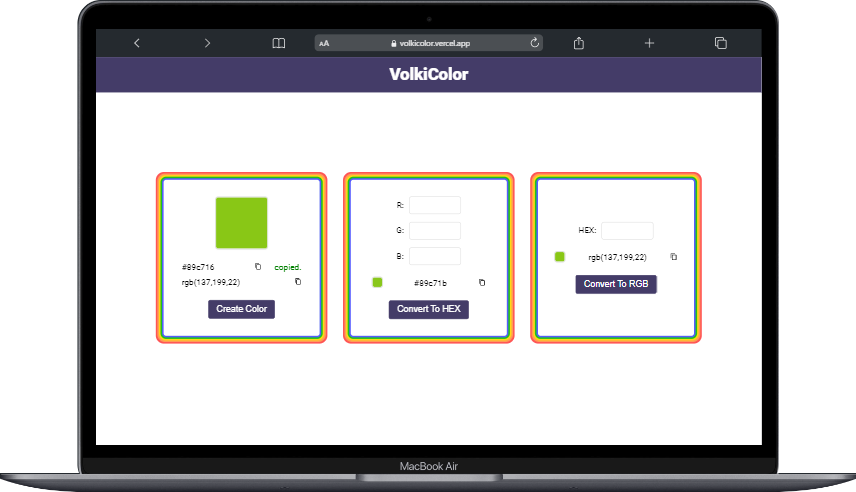 AA
volkicolor.vercel.app
VolkiColor
#89c716
copied.
rgb(137,199,22)
Create Color
R:
G:
B:
#89c71b
Convert To HEX
HEX:
rgb(137,199,22)
Convert To RGB
MacBook Air